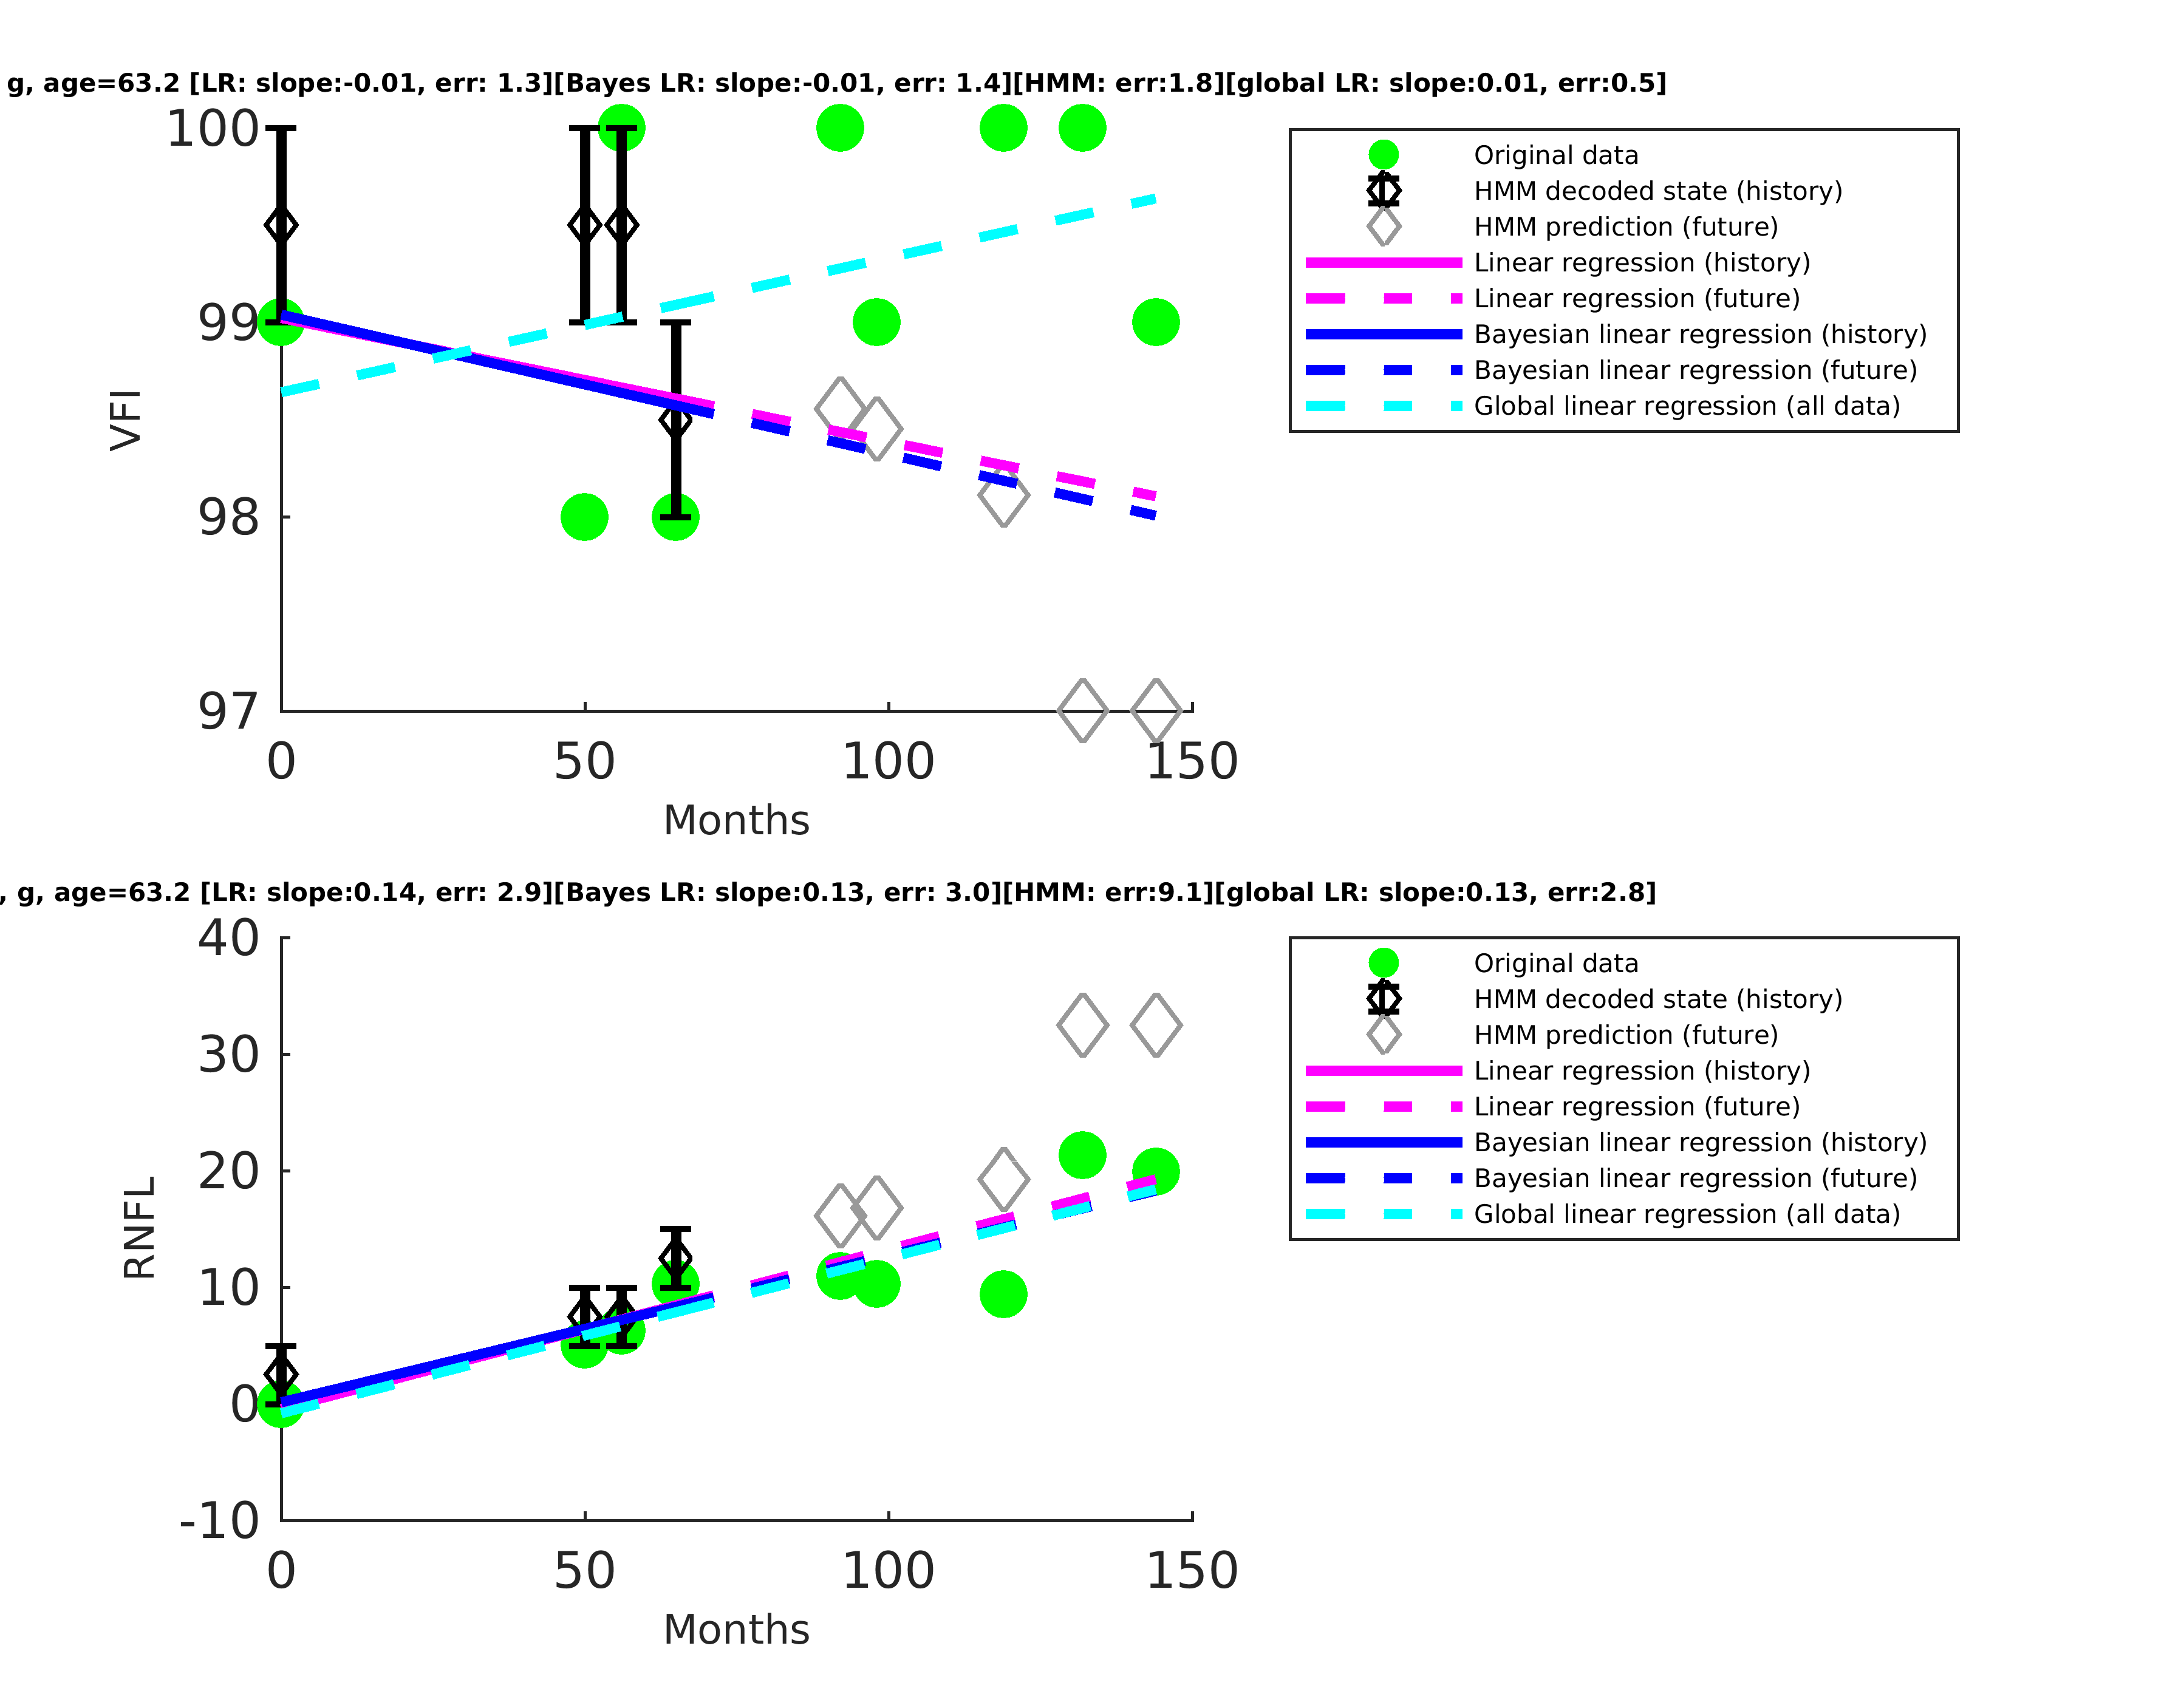 g, age=63.2 [LR: slope:-0.01, err: 1.3][Bayes LR: slope:-0.01, err: 1.4][HMM: err:1.8][global LR: slope:0.01, err:0.5]
100
99
98
97
VFI
0 50 100 150
Months
Original data
HMM decoded state (history)
HMM prediction (future)
Linear regression (history)
Linear regression (future)
Bayesian linear regression (history)
Bayesian linear regression (future)
Global linear regression (all data)
, g, age=63.2 [LR: slope:0.14, err: 2.9][Bayes LR: slope:0.13, err: 3.0][HMM: err:9.1][global LR: slope:0.13, err:2.8]
40
30
20
10
0
-10
RNFL
0 50 100 150
Months
Original data
HMM decoded state (history)
HMM prediction (future)
Linear regression (history)
Linear regression (future)
Bayesian linear regression (history)
Bayesian linear regression (future)
Global linear regression (all data)